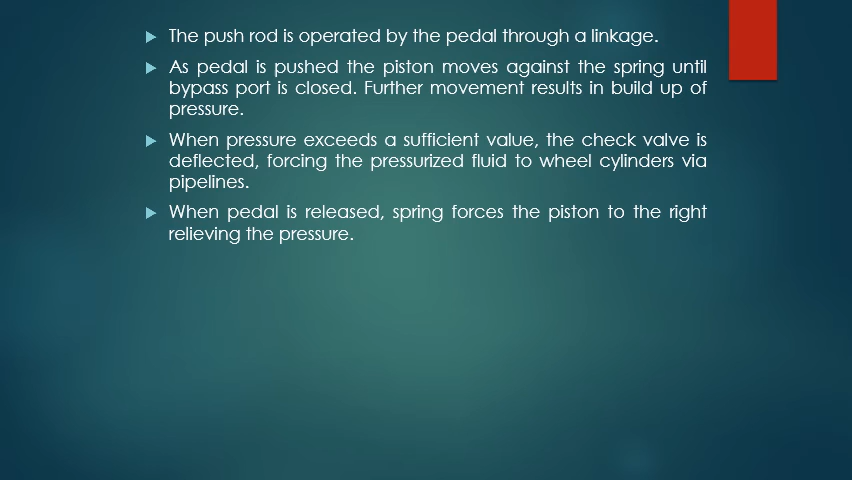 The push rod is operated by the pedal through a linkage.
As pedal is pushed the piston moves against the spring until
bypass port is closed. Further movement results in build up of
pressure.
When pressure exceeds a sufficient value, the check valve is
deflected, forcing the pressurized fluid to wheel cylinders via
pipelines.
When pedal is released, spring forces the piston to the right
relieving the pressure.